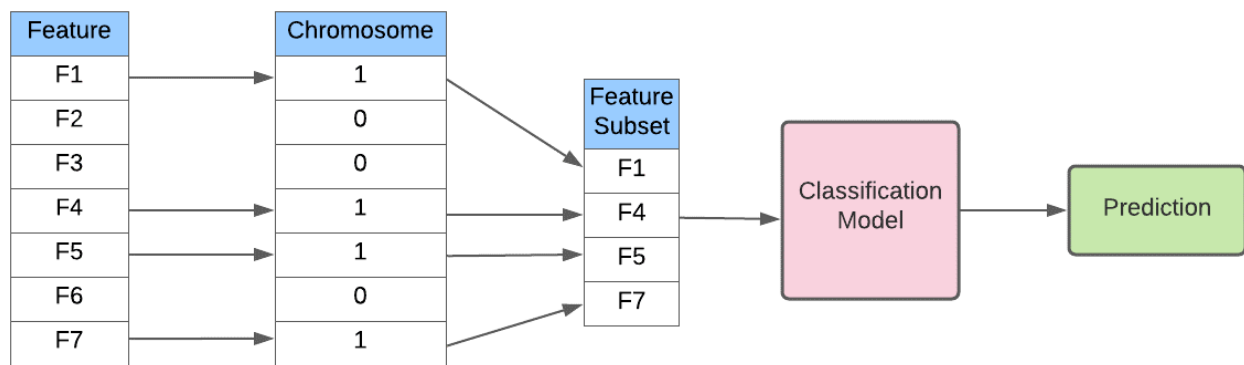 Feature
F1
F2
F3
F4
F5
F6
F7
Chromosome
1
0
0
1
1
0
1
Feature
Subset
F1
F4
F5
F7
Classification
Model
Prediction